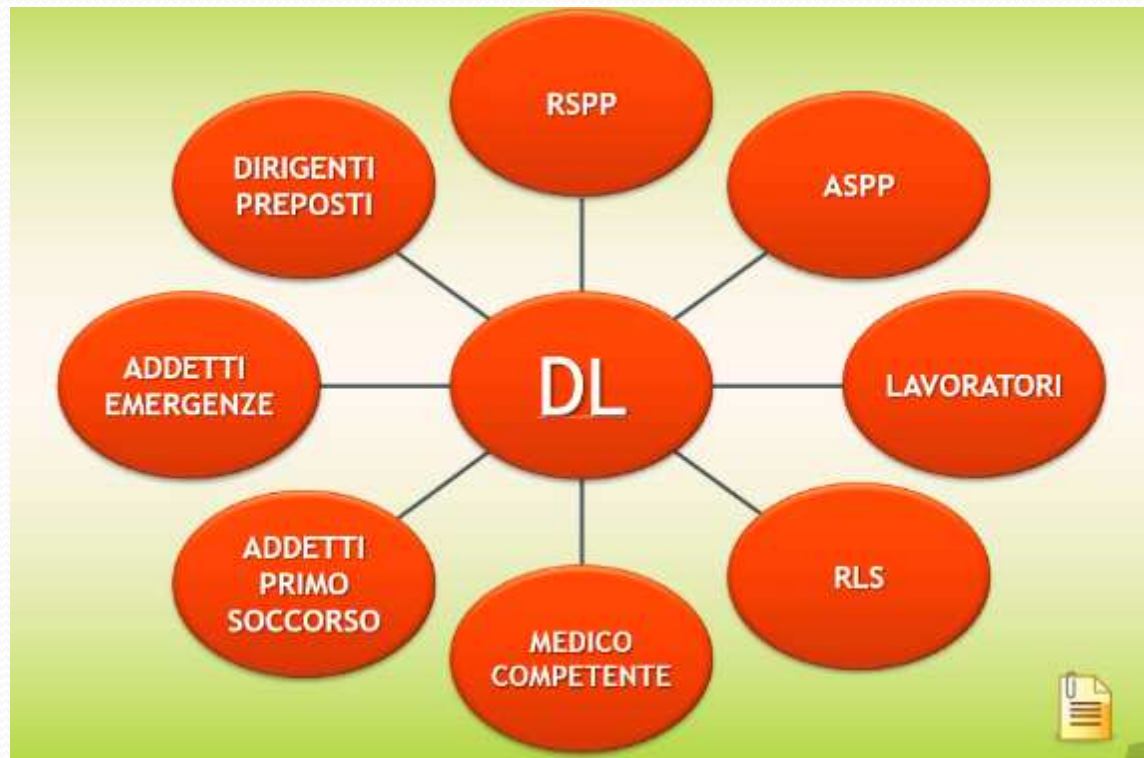 RSPP
ASPP
LAVORATORI
RLS
MEDICO
COMPETENTE
ADDETTI
PRIMO
SOCCORSO
ADDETTI
EMERGENZE
DIRIGENTI
PREPOSTI
DL